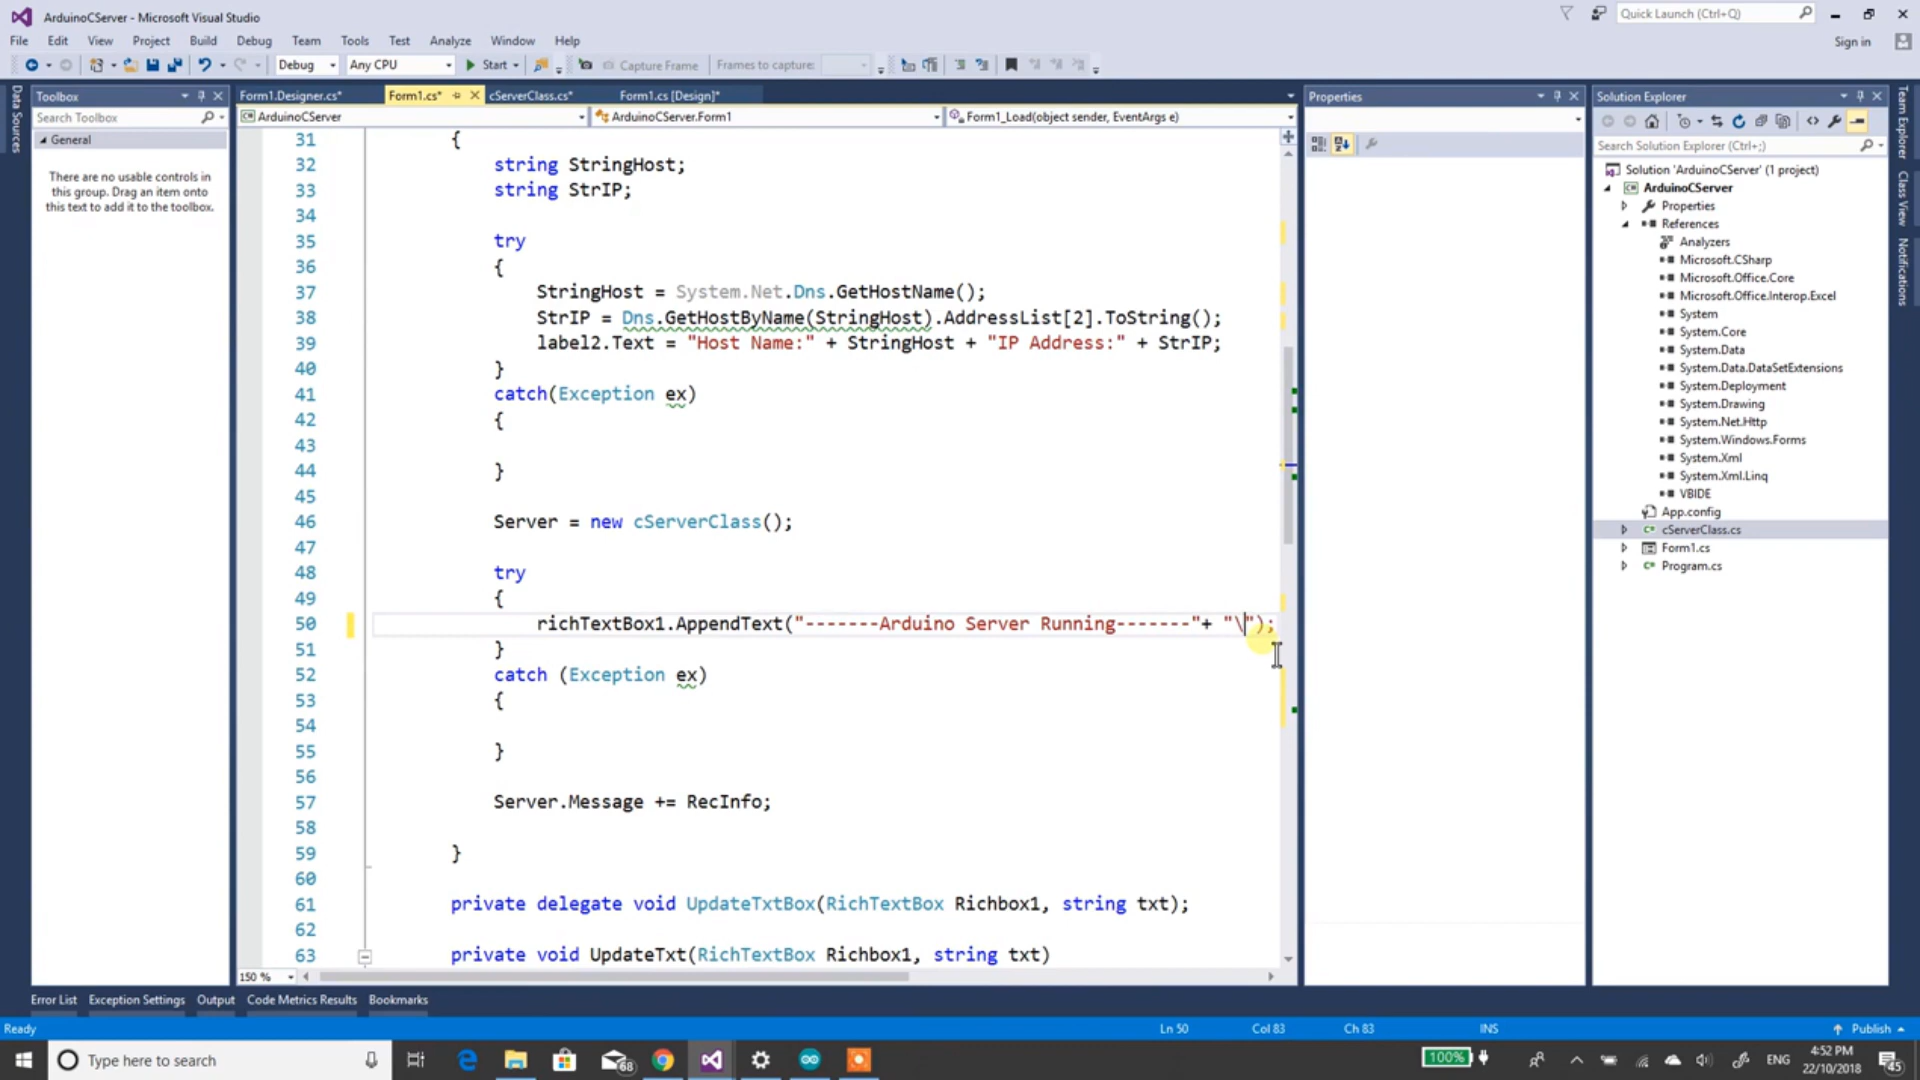 ArduinoCServer - Microsoft Visual Studio
Quick Launch (Ctrl+Q)
File Edit View Project Build Debug Team Tools Test Analyze Window Help
Sign in
Debug Any CPU Start Capture Frame Frames to capture:
Data Sources
Toolbox
Search Toolbox
General
There are no usable controls in
this group. Drag an item onto
this text to add it to the toolbox.
Form1.Designer.cs* Form1.cs* cServerClass.cs* Form1.cs [Design]*
ArduinoCServer ArduinoCServer.Form1 Form1_Load(object sender, EventArgs e)
31 {
32 string StringHost;
33 string StrIP;
34
35 try
36 {
37 StringHost = System.Net.Dns.GetHostName();
38 StrIP = Dns.GetHostByName(StringHost).AddressList[2].ToString();
39 label2.Text = "Host Name:" + StringHost + "IP Address:" + StrIP;
40 }
41 catch(Exception ex)
42 {
43
44 }
45
46 Server = new cServerClass();
47
48 try
49 {
50 richTextBox1.AppendText("-------Arduino Server Running-------"+ "\");
51 }
52 catch (Exception ex)
53 {
54
55 }
56
57 Server.Message += RecInfo;
58
59 }
60
61 private delegate void UpdateTxtBox(RichTextBox Richbox1, string txt);
62
63 private void UpdateTxt(RichTextBox Richbox1, string txt)
150 %
Properties
Solution Explorer
Search Solution Explorer (Ctrl+;)
Solution 'ArduinoCServer' (1 project)
ArduinoCServer
Properties
References
Analyzers
Microsoft.CSharp
Microsoft.Office.Core
Microsoft.Office.Interop.Excel
System
System.Core
System.Data
System.Data.DataSetExtensions
System.Deployment
System.Drawing
System.Net.Http
System.Windows.Forms
System.Xml
System.Xml.Linq
VBIDE
App.config
cServerClass.cs
Form1.cs
Program.cs
Team Explorer
Class View
Notifications
Error List Exception Settings Output Code Metrics Results Bookmarks
Ready Ln 50 Col 83 Ch 83 INS Publish
Type here to search
68
100%
ENG
4:52 PM
22/10/2018
45